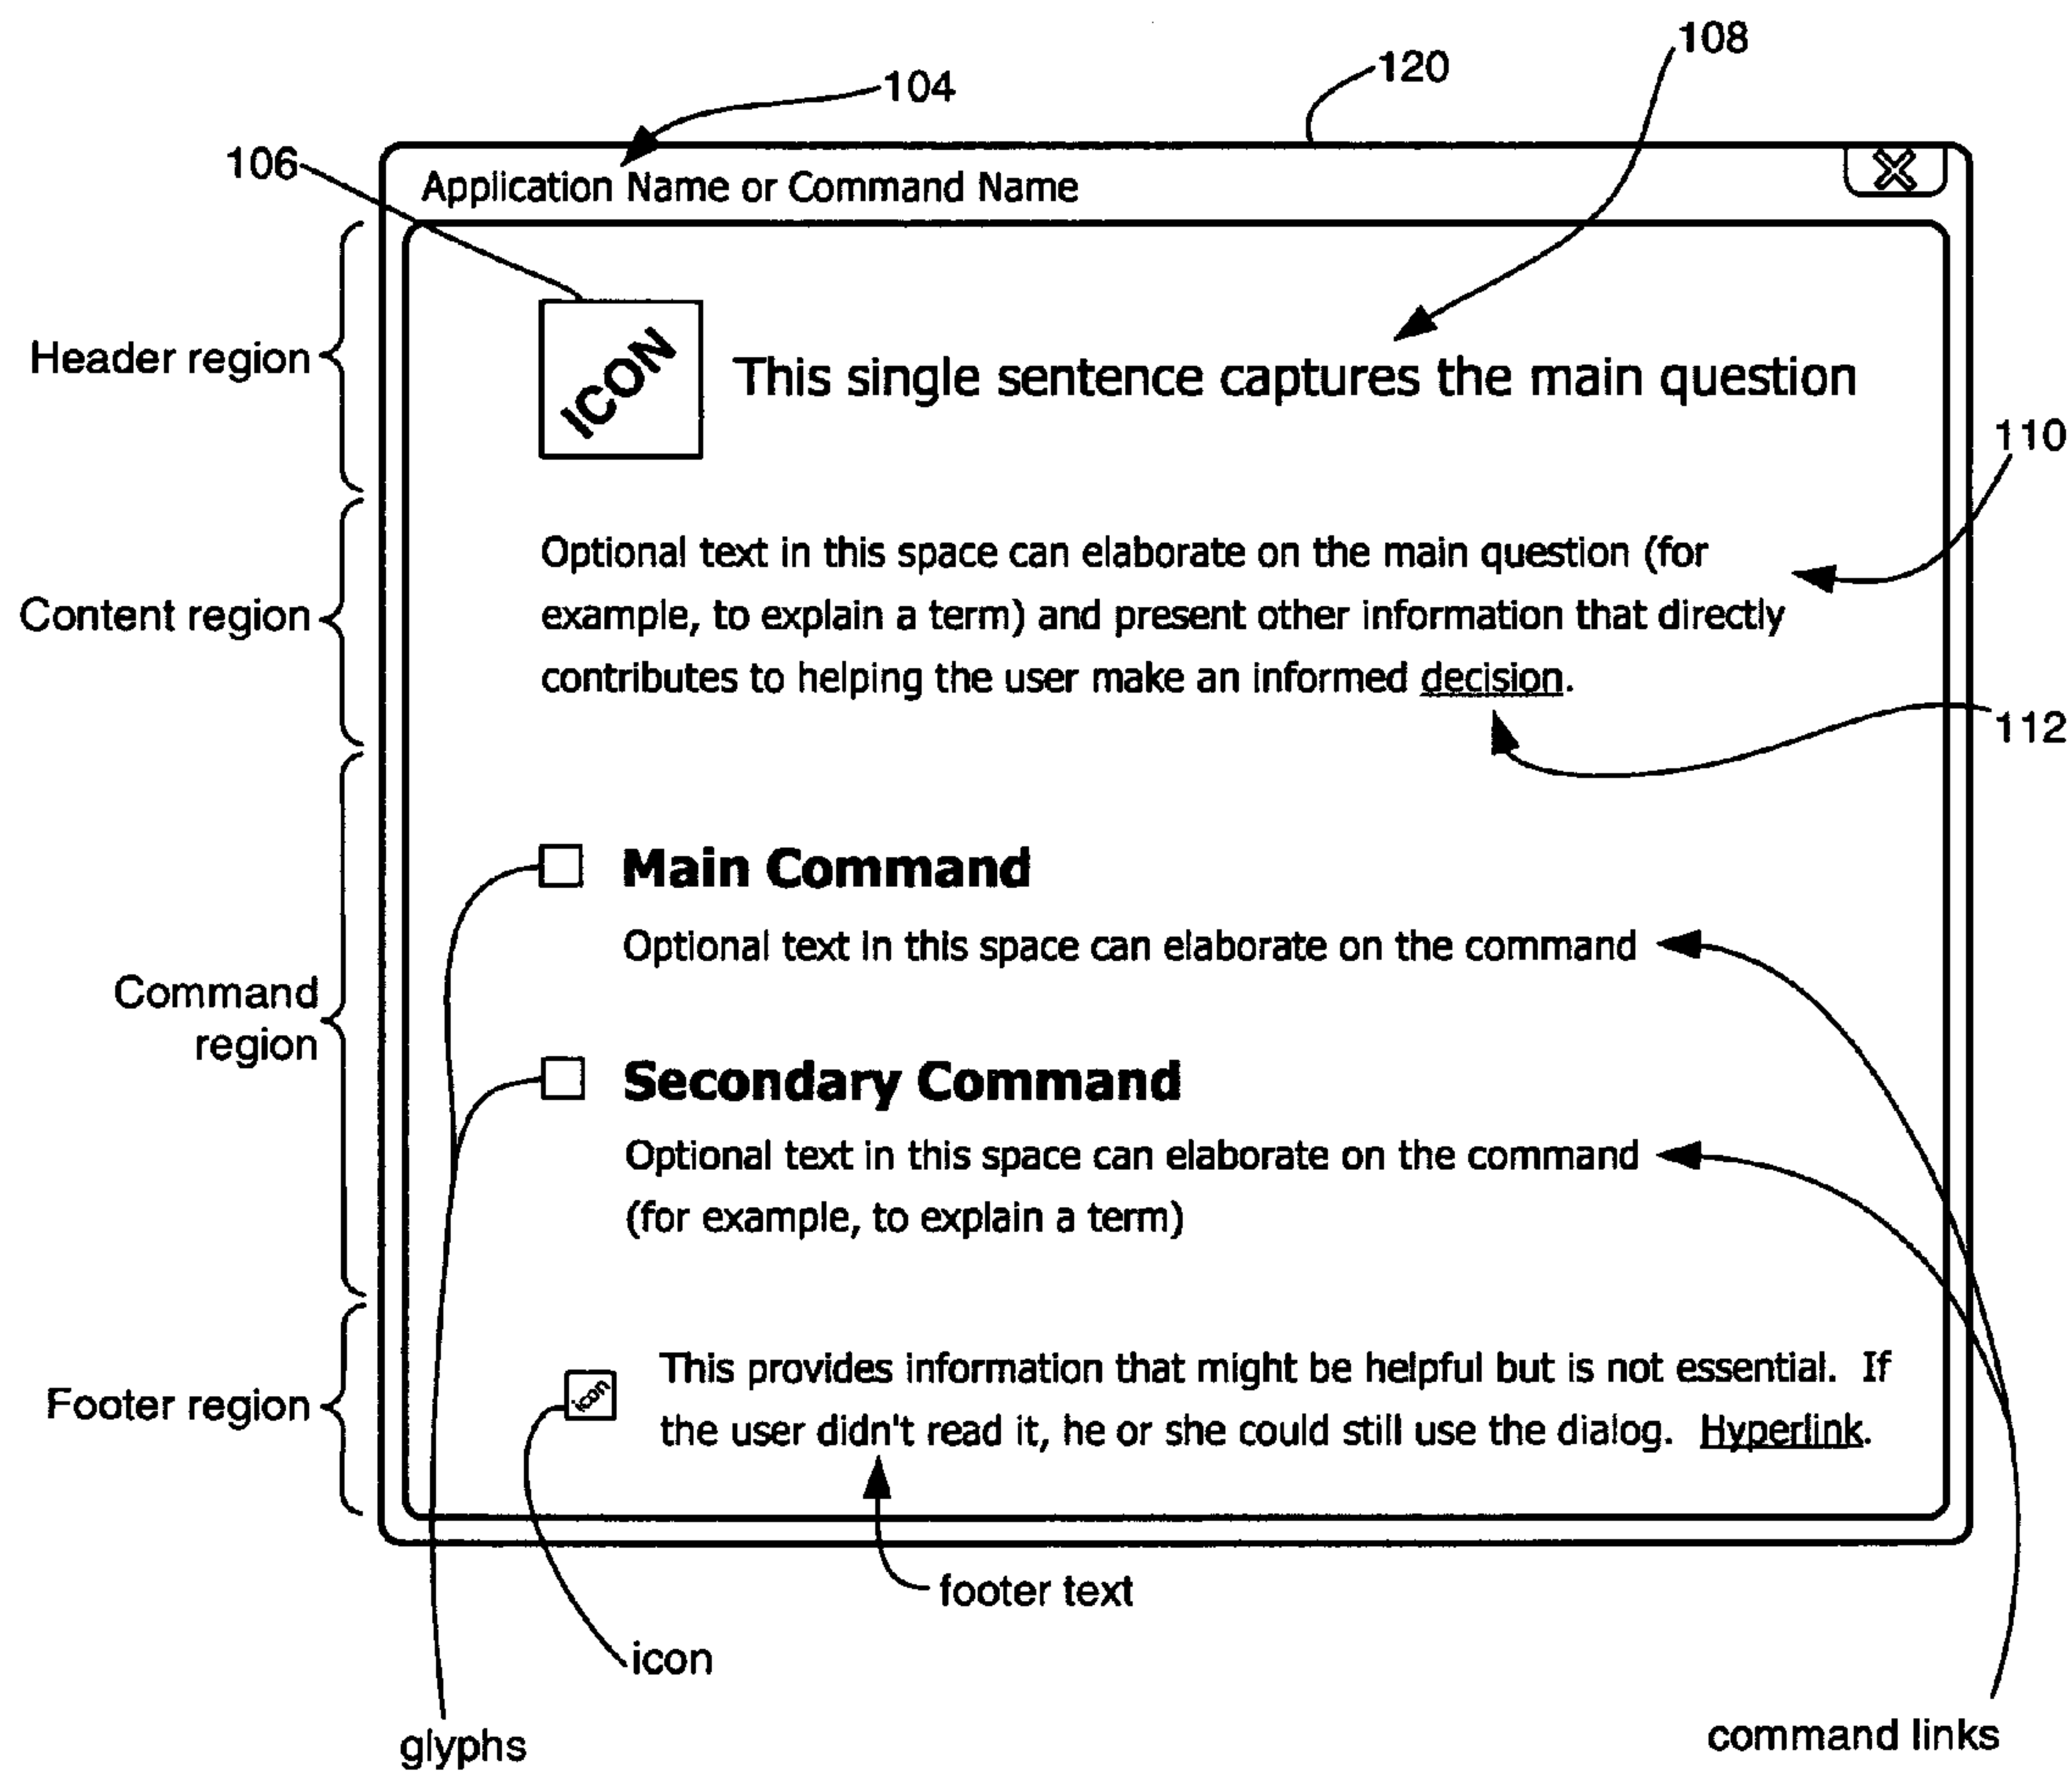 108
120
104
106
Application Name or Command Name
Header region
ICON
This single sentence captures the main question
110
Content region
Optional text in this space can elaborate on the main question (for
example, to explain a term) and present other information that directly
contributes to helping the user make an informed decision.
112
Main Command
Optional text in this space can elaborate on the command
Command
region
Secondary Command
Optional text in this space can elaborate on the command
(for example, to explain a term)
Footer region
icon
This provides information that might be helpful but is not essential. If
the user didn't read it, he or she could still use the dialog. Hyperlink.
footer text
icon
glyphs
command links